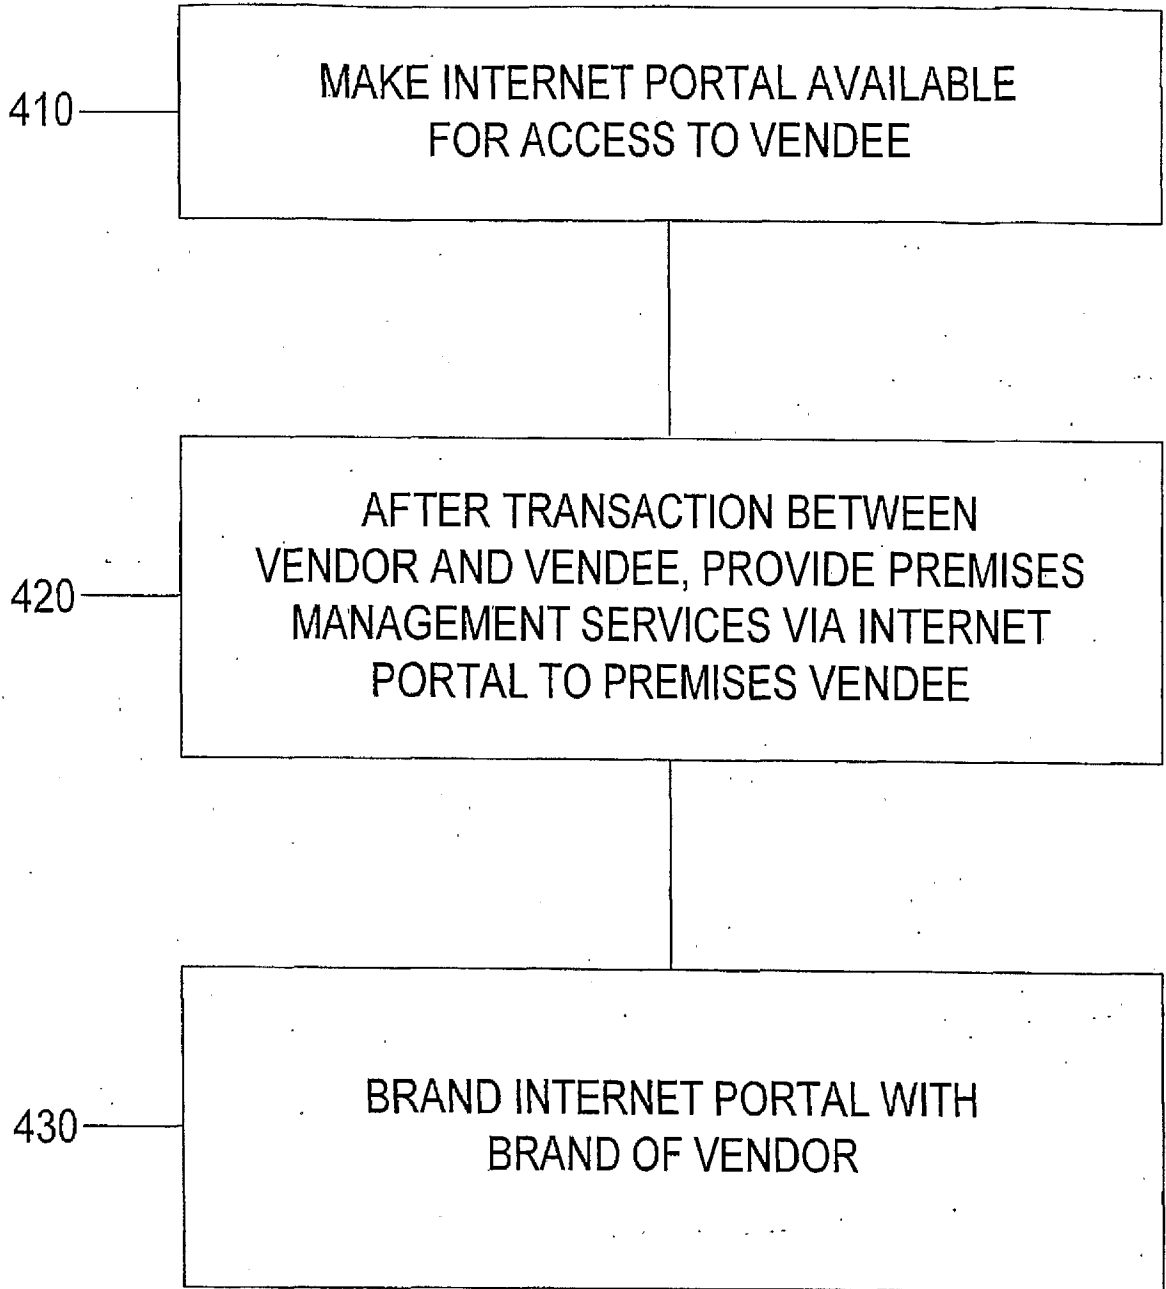 410
MAKE INTERNET PORTAL AVAILABLE
FOR ACCESS TO VENDEE
420
AFTER TRANSACTION BETWEEN
VENDOR AND VENDEE, PROVIDE PREMISES
MANAGEMENT SERVICES VIA INTERNET
PORTAL TO PREMISES VENDEE
430
BRAND INTERNET PORTAL WITH
BRAND OF VENDOR